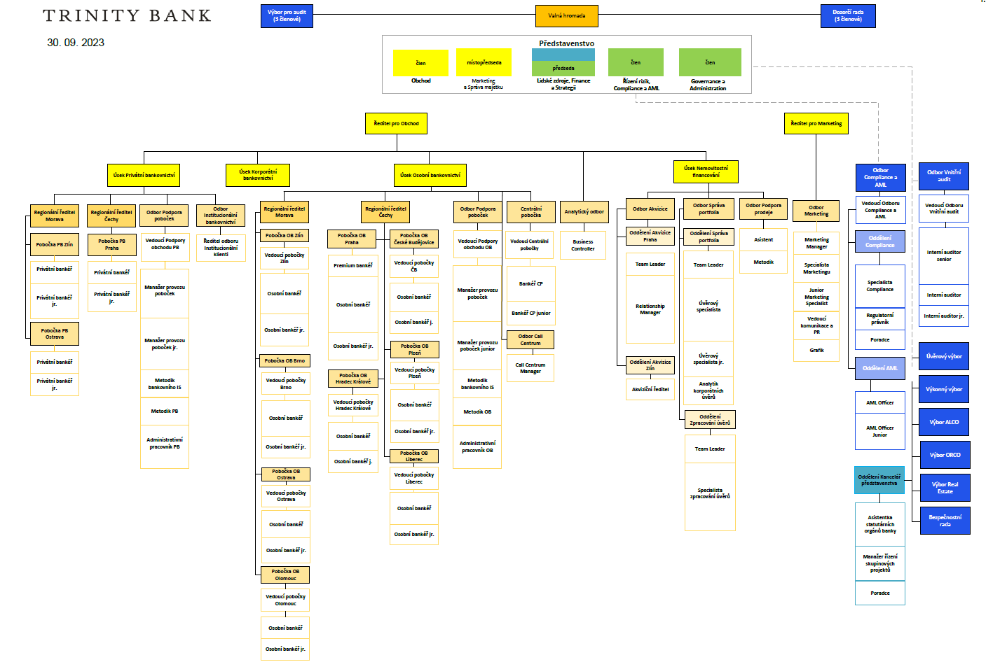 TRINITY BANK
30. 09. 2023
Výbor pro audit
(3 členové)
Valná hromada
Dozorčí rada
(3 členové)
Představenstvo
člen
Obchod
místopředseda
Marketing
a Správa majetku
předseda
Lidské zdroje, Finance
a Strategii
člen
Řízení rizik,
Compliance a AML
člen
Governance a
Administration
Ředitel pro Obchod
Ředitel pro Marketing
Úsek Privátní bankovnictví
Úsek Korporátní
bankovnictví
Úsek Osobní bankovnictví
Úsek Nemovitostní
financování
Odbor
Compliance a
AML
Odbor Vnitřní
audit
Regionální ředitel
Morava
Pobočka PB Zlín
Privátní bankéř
Privátní bankéř
jr.
Pobočka PB
Ostrava
Privátní bankéř
Privátní bankéř
jr.
Regionální ředitel
Čechy
Pobočka PB
Praha
Privátní bankéř
Privátní bankéř
jr.
Odbor Podpora
poboček
Vedoucí Podpory
obchodu PB
Manažer provozu
poboček
Manažer provozu
poboček jr.
Metodik
bankovního IS
Metodik PB
Administrativní
pracovník PB
Odbor
Institucionální
bankovnictví
Ředitel odboru
Institucionální
klienti
Regionální ředitel
Morava
Pobočka OB Zlín
Vedoucí pobočky
Zlín
Osobní bankéř
Osobní bankéř jr.
Pobočka OB Brno
Vedoucí pobočky
Brno
Osobní bankéř
Osobní bankéř jr.
Pobočka OB
Ostrava
Vedoucí pobočky
Ostrava
Osobní bankéř
Osobní bankéř jr.
Pobočka OB
Olomouc
Vedoucí pobočky
Olomouc
Osobní bankéř
Osobní bankéř jr.
Regionální ředitel
Čechy
Pobočka OB
Praha
Premium bankéř
Osobní bankéř
Osobní bankéř jr.
Pobočka OB
Hradec Králové
Vedoucí pobočky
Hradec Králové
Osobní bankéř
Osobní bankéř j.
Pobočka OB
České Budějovice
Vedoucí pobočky
ČB
Osobní bankéř
Osobní bankéř j.
Pobočka OB
Plzeň
Vedoucí pobočky
Plzeň
Osobní bankéř
Osobní bankéř jr.
Pobočka OB
Liberec
Vedoucí pobočky
Liberec
Osobní bankéř
Osobní bankéř jr.
Odbor Podpora
poboček
Vedoucí Podpory
obchodu OB
Manažer provozu
poboček
Manažer provozu
poboček junior
Metodik
bankovního IS
Metodik OB
Administrativní
pracovník OB
Centrální
pobočka
Vedoucí Centrální
pobočky
Bankéř CP
Bankéř CP junior
Odbor Call
Centrum
Call Centrum
Manager
Analytický odbor
Business
Controller
Odbor Akvizice
Oddělení Akvizice
Praha
Team Leader
Relationship
Manager
Oddělení Akvizice
Zlín
Akviziční ředitel
Odbor Správa
portfolia
Oddělení Správa
portfolia
Team Leader
Úvěrový
specialista
Úvěrový
specialista jr.
Analytik
korporátních
úvěrů
Oddělení
Zpracování úvěrů
Team Leader
Specialista
zpracování úvěrů
Odbor Podpora
prodeje
Asistent
Metodik
Odbor
Marketing
Marketing
Manager
Specialista
Marketingu
Junior
Marketing
Specialist
Vedoucí
komunikace a
PR
Grafik
Vedoucí Odboru
Compliance a
AML
Oddělení
Compliance
Specialista
Compliance
Regulatorní
právník
Poradce
Oddělení AML
AML Officer
AML Officer
Junior
Oddělení Kancelář
představenstva
Asistentka
statutárních
orgánů banky
Manažer řízení
skupinových
projektů
Poradce
Vedoucí Odboru
Vnitřní audit
Interní auditor
senior
Interní auditor
Interní auditor jr.
Úvěrový výbor
Výkonný výbor
Výbor ALCO
Výbor ORCO
Výbor Real
Estate
Bezpečnostní
rada